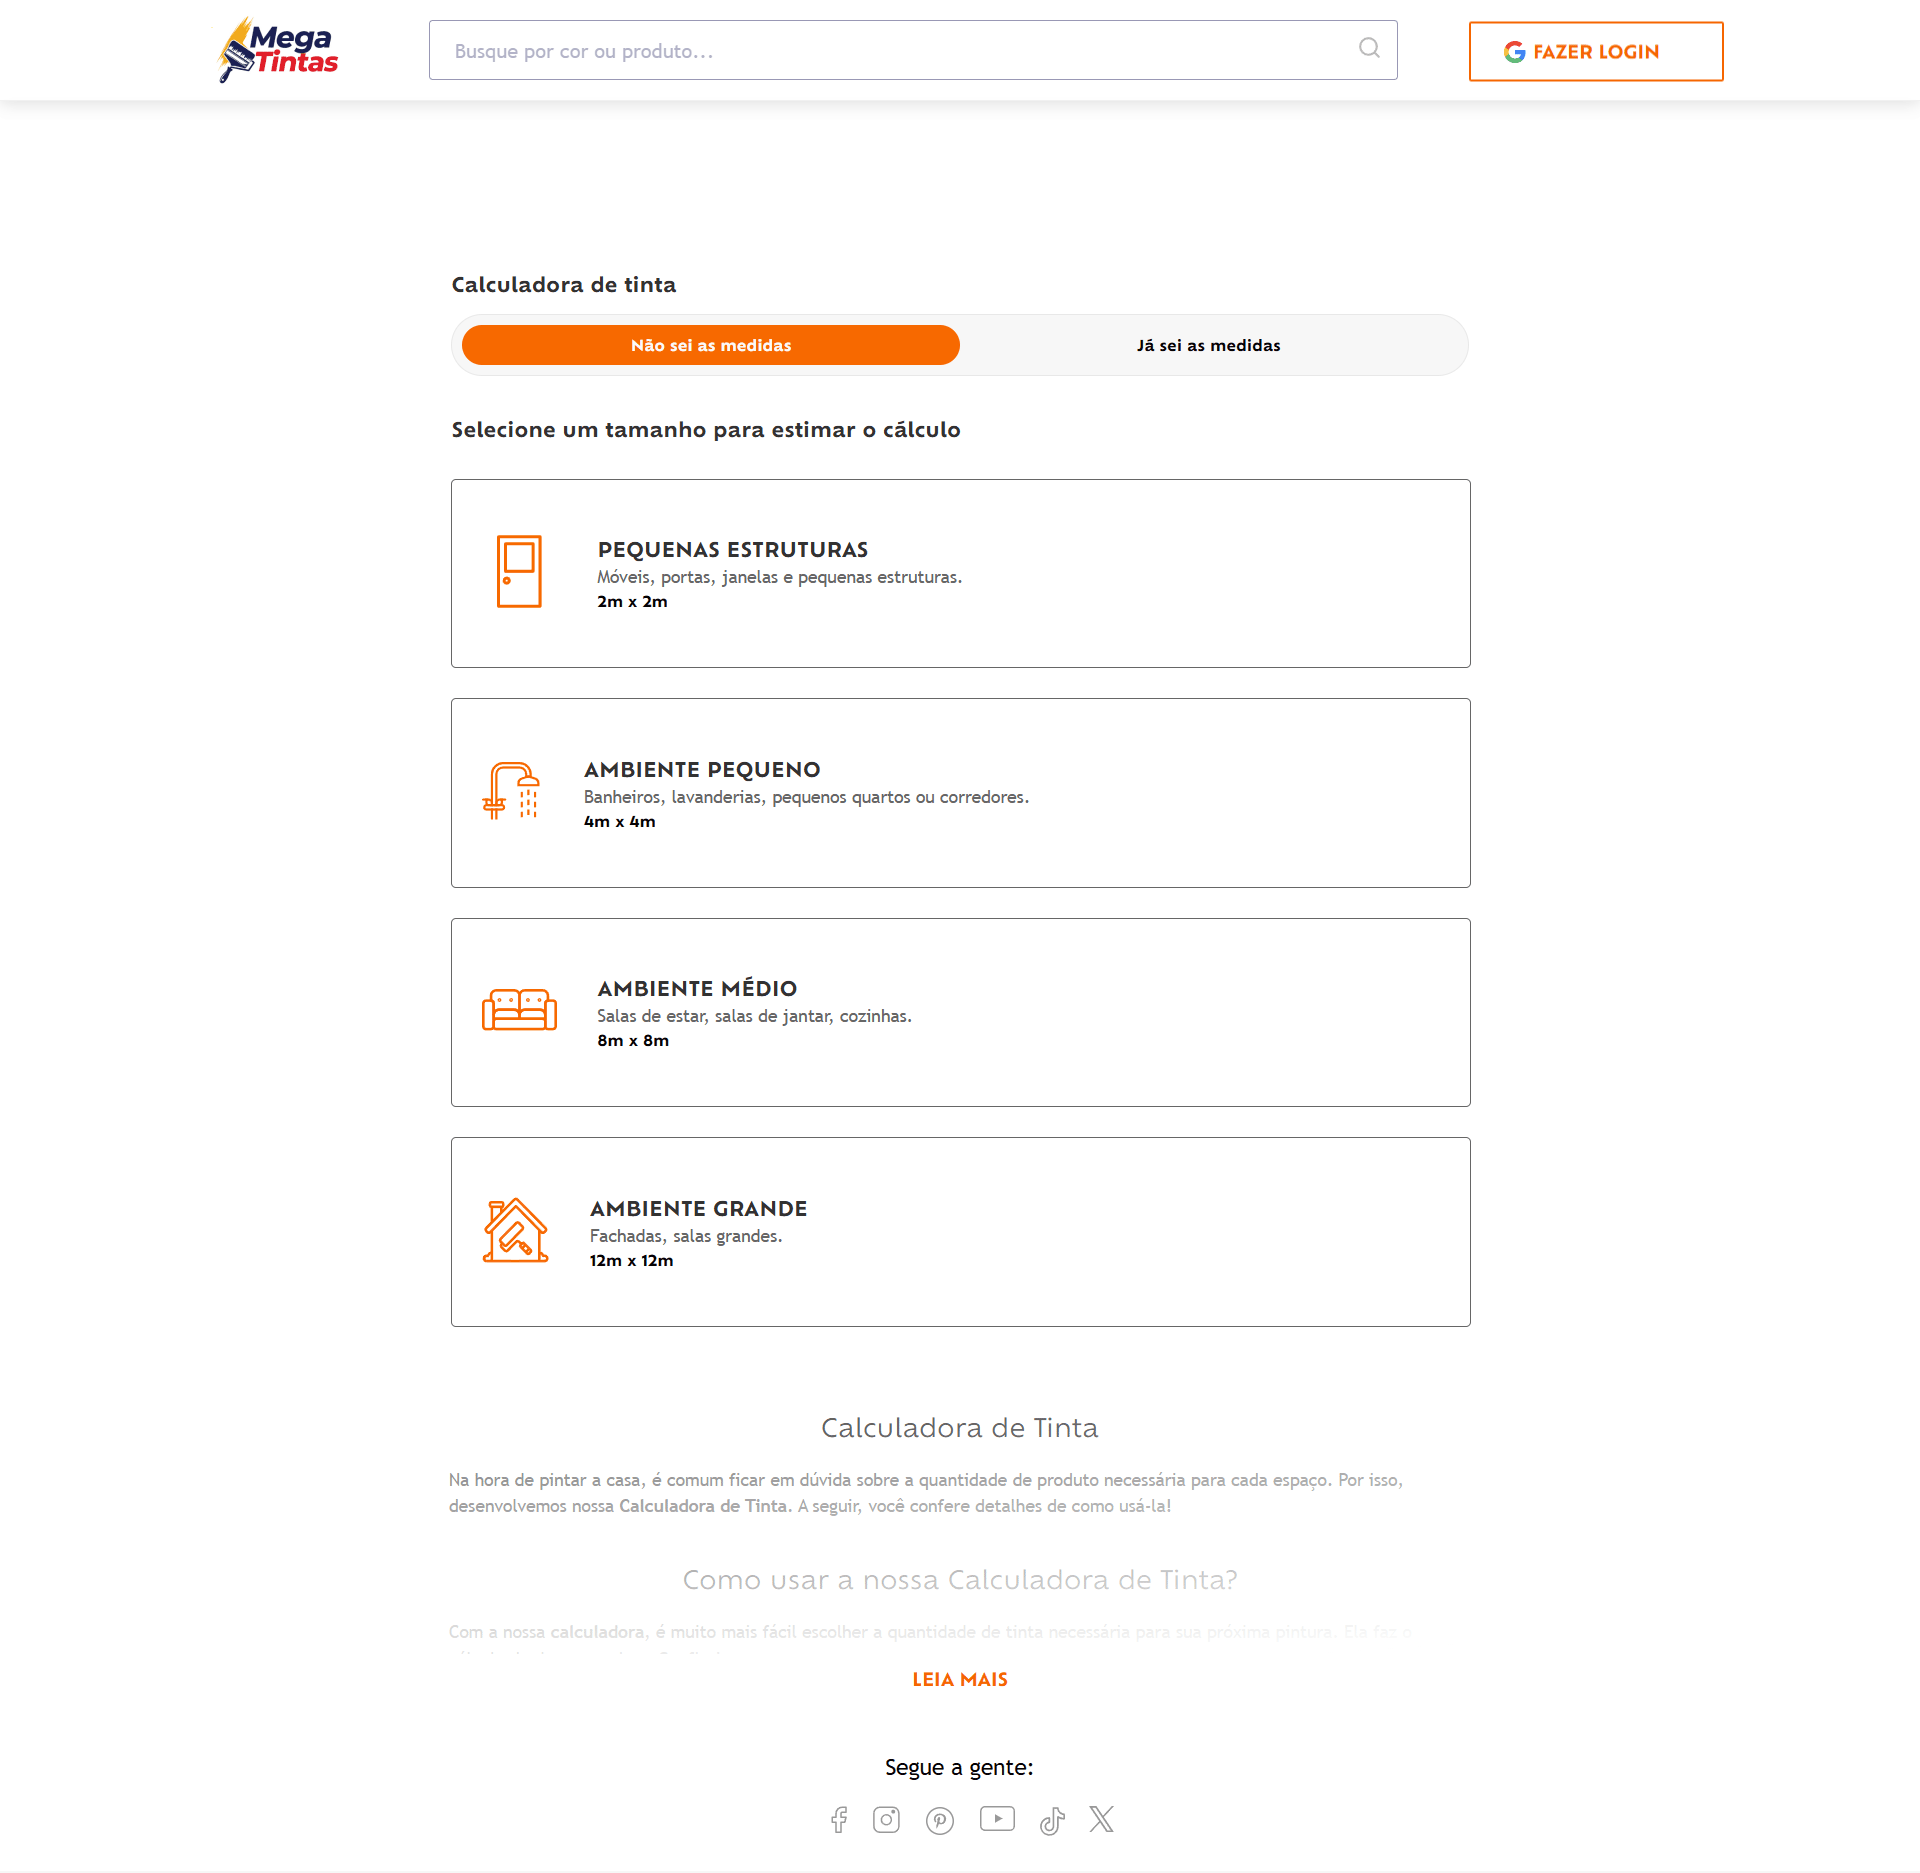 Mega
Tintas
Busque por cor ou produto...
FAZER LOGIN
Calculadora de tinta
Não sei as medidas
Já sei as medidas
Selecione um tamanho para estimar o cálculo
PEQUENAS ESTRUTURAS
Móveis, portas, janelas e pequenas estruturas.
2m x 2m
AMBIENTE PEQUENO
Banheiros, lavanderias, pequenos quartos ou corredores.
4m x 4m
AMBIENTE MÉDIO
Salas de estar, salas de jantar, cozinhas.
8m x 8m
AMBIENTE GRANDE
Fachadas, salas grandes.
12m x 12m
Calculadora de Tinta
Na hora de pintar a casa, é comum ficar em dúvida sobre a quantidade de produto necessária para cada espaço. Por isso,
desenvolvemos nossa Calculadora de Tinta. A seguir, você confere detalhes de como usá-la!
Como usar a nossa Calculadora de Tinta?
Com a nossa calculadora, é muito mais fácil escolher a quantidade de tinta necessária para sua próxima pintura. Ela faz o
LEIA MAIS
Segue a gente: